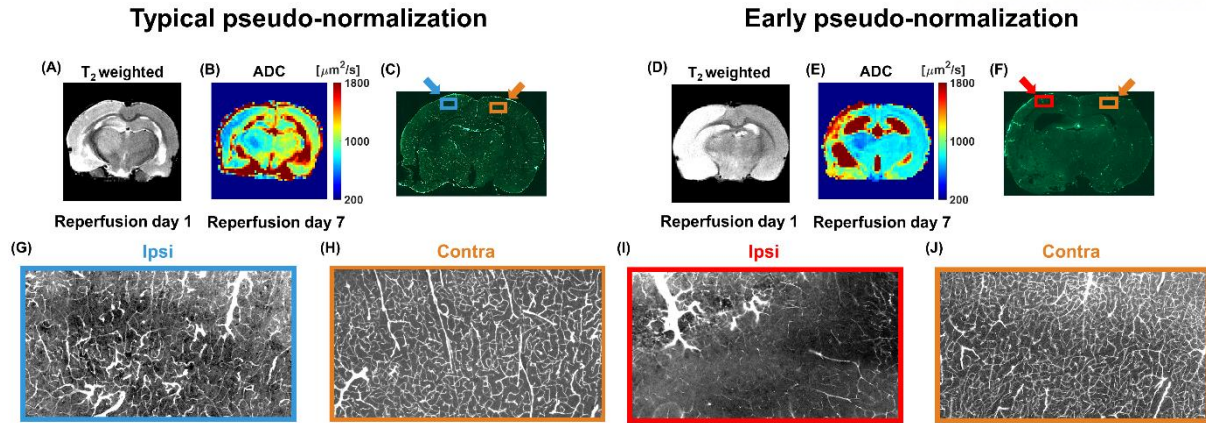 Typical pseudo-normalization
Early pseudo-normalization
(A)
T2 weighted
(B)
ADC
[μm²/s]
1800
1000
200
(C)
(D)
T2 weighted
(E)
ADC
[μm²/s]
1800
1000
200
(F)
Reperfusion day 1
Reperfusion day 7
Reperfusion day 1
Reperfusion day 7
(G)
Ipsi
(H)
Contra
(I)
Ipsi
(J)
Contra